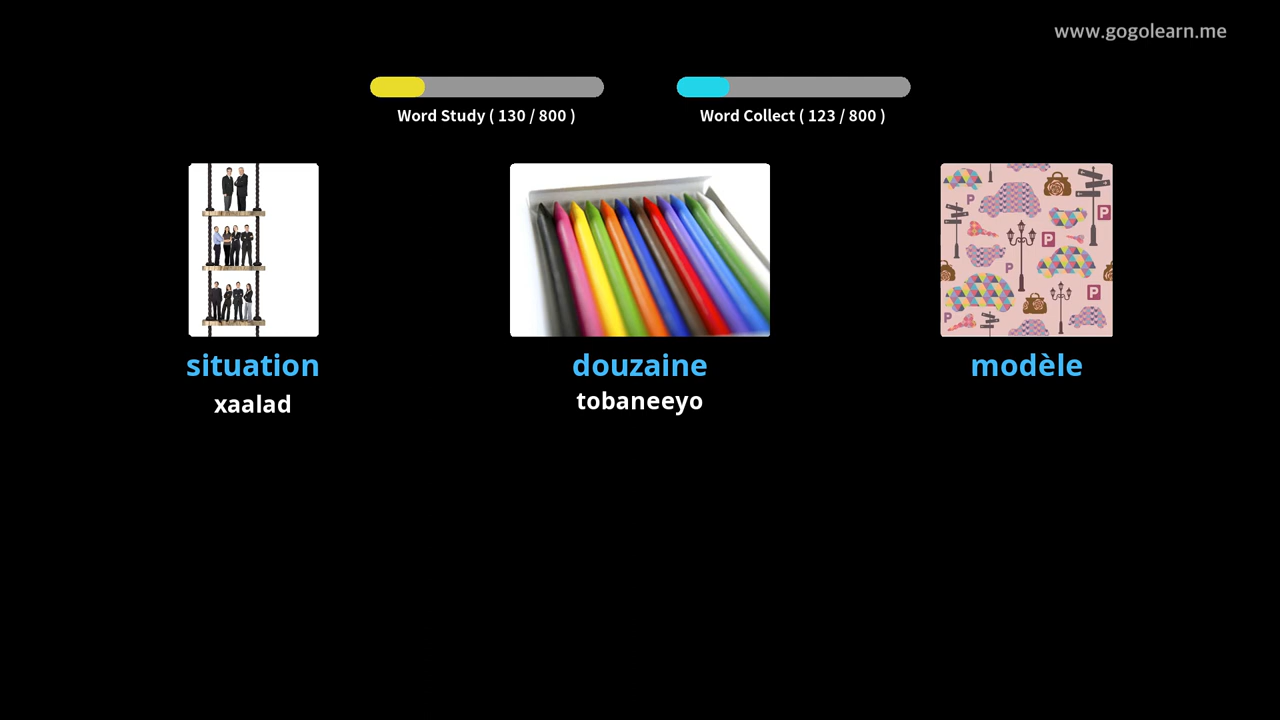 www.gogolearn.me
Word Study ( 130 / 800 )
Word Collect ( 123 / 800 )
situation
douzaine
modèle
xaalad
tobaneeyo
P
P
P
P
P
P